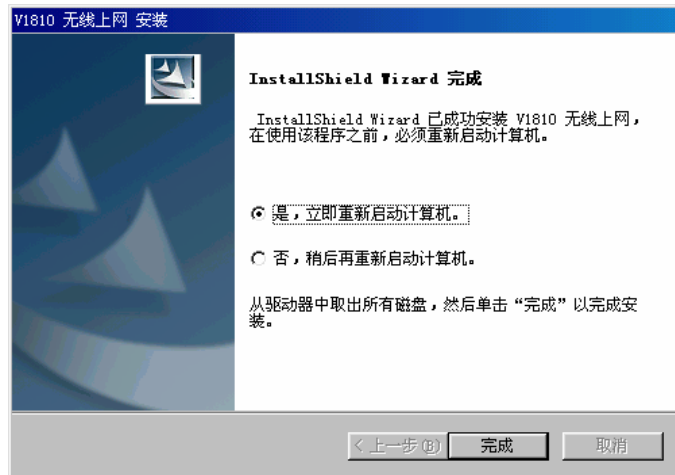 V1810 无线上网 安装
InstallShield Wizard 完成
InstallShield Wizard 已成功安装 V1810 无线上网，
在使用该程序之前，必须重新启动计算机。
是，立即重新启动计算机。
否，稍后再重新启动计算机。
从驱动器中取出所有磁盘，然后单击“完成”以完成安
装。
< 上一步(B) 完成 取消